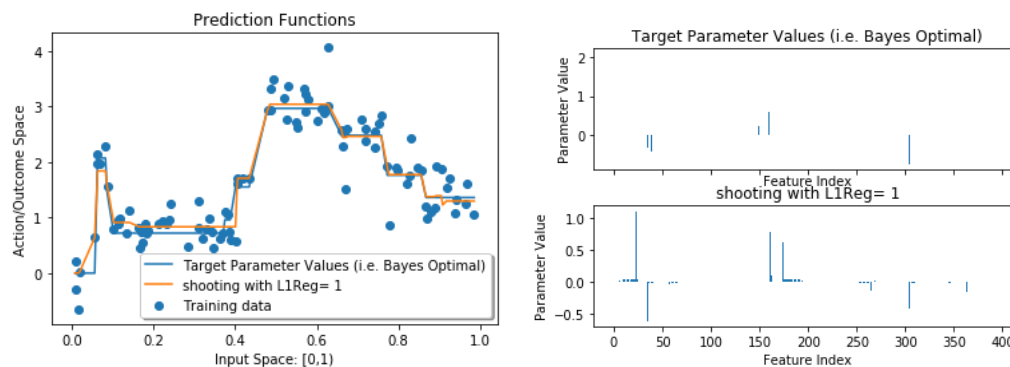 Prediction Functions
Action/Outcome Space
4
3
2
1
0
0.0 0.2 0.4 0.6 0.8 1.0
Input Space: [0,1)
Target Parameter Values (i.e. Bayes Optimal)
shooting with L1Reg= 1
Training data
Target Parameter Values (i.e. Bayes Optimal)
Parameter Value
2
1
0
Feature Index
shooting with L1Reg= 1
Parameter Value
1.0
0.5
0.0
−0.5
0 50 100 150 200 250 300 350 400
Feature Index